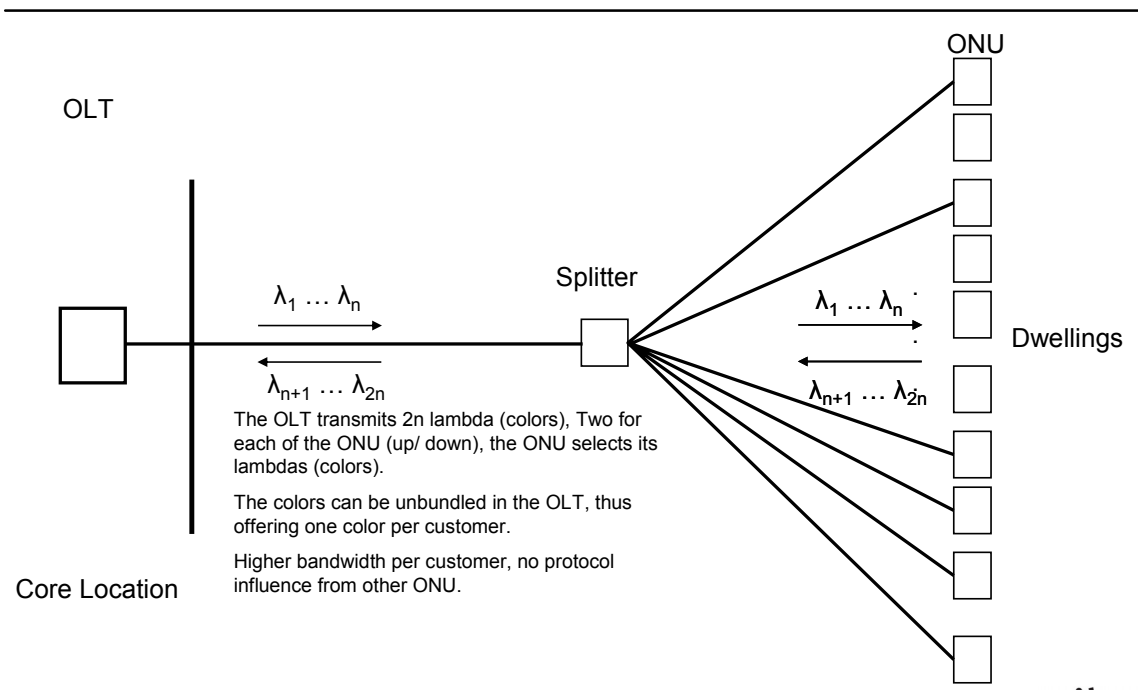 ONU
OLT
Splitter
λ1 … λn
λn+1 … λ2n
λ1 … λn
λn+1 … λ2n
Dwellings
The OLT transmits 2n lambda (colors), Two for
each of the ONU (up/ down), the ONU selects its
lambdas (colors).
The colors can be unbundled in the OLT, thus
offering one color per customer.
Higher bandwidth per customer, no protocol
influence from other ONU.
Core Location